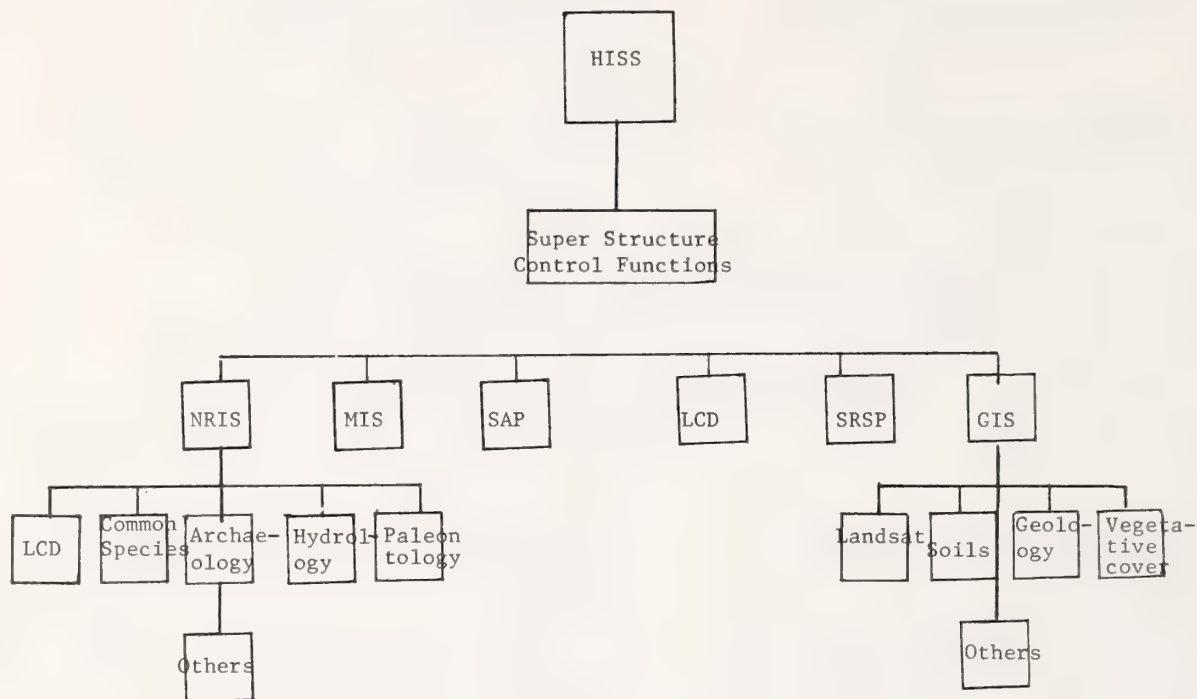 HISS
Super Structure
Control Functions
NRIS
MIS
SAP
LCD
SRSP
GIS
LCD
Common
Species
Archae-
ology
Hydrol-
ogy
Paleon
tology
Landsat
Soils
Geolo-
ogy
Vegeta-
tive
cover
Others
Others